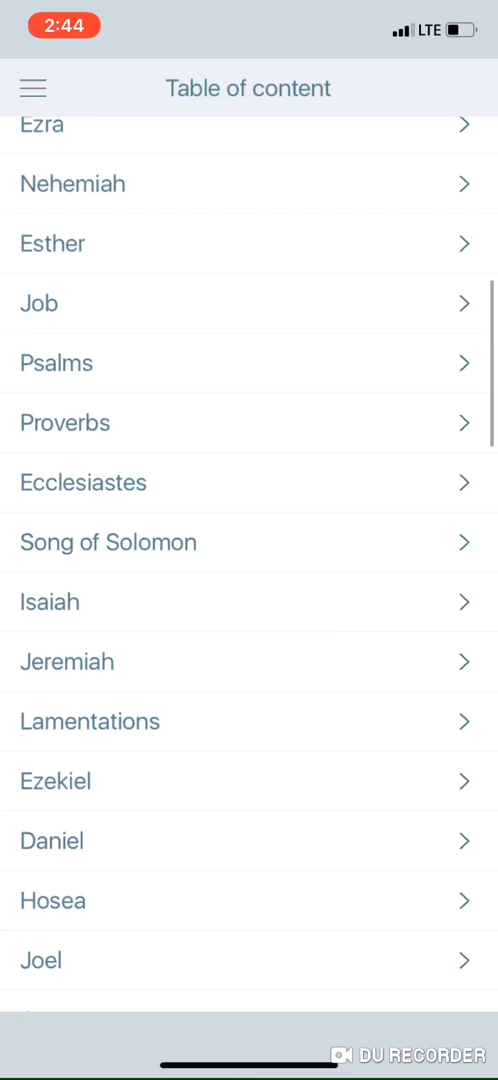 2:44
LTE
Table of content
Ezra
Nehemiah
Esther
Job
Psalms
Proverbs
Ecclesiastes
Song of Solomon
Isaiah
Jeremiah
Lamentations
Ezekiel
Daniel
Hosea
Joel
DU RECORDER